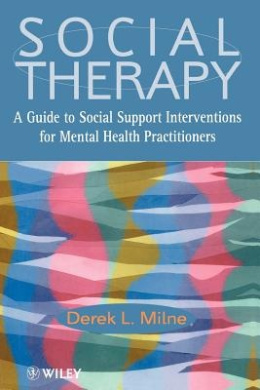 SOCIAL
THERAPY
A Guide to Social Support Interventions
for Mental Health Practitioners
Derek L. Milne
WILEY